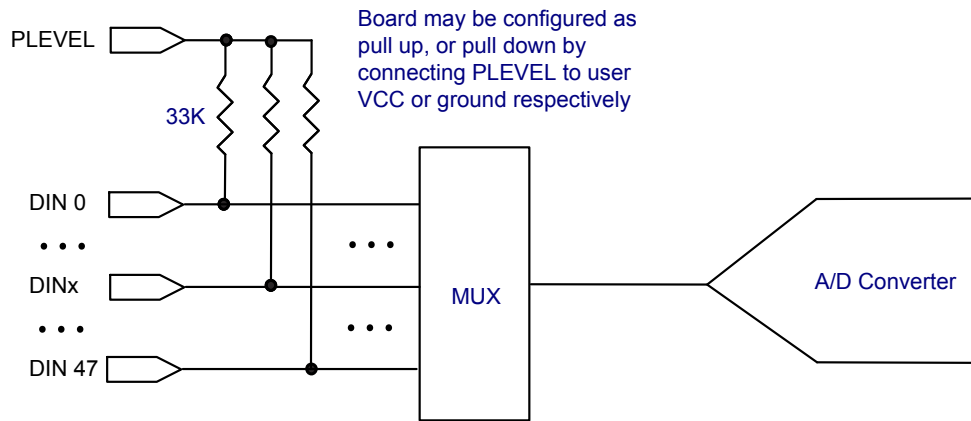 Board may be configured as
pull up, or pull down by
connecting PLEVEL to user
VCC or ground respectively
PLEVEL
33K
DIN 0
• • •
• • •
DINx
MUX
A/D Converter
• • •
• • •
DIN 47